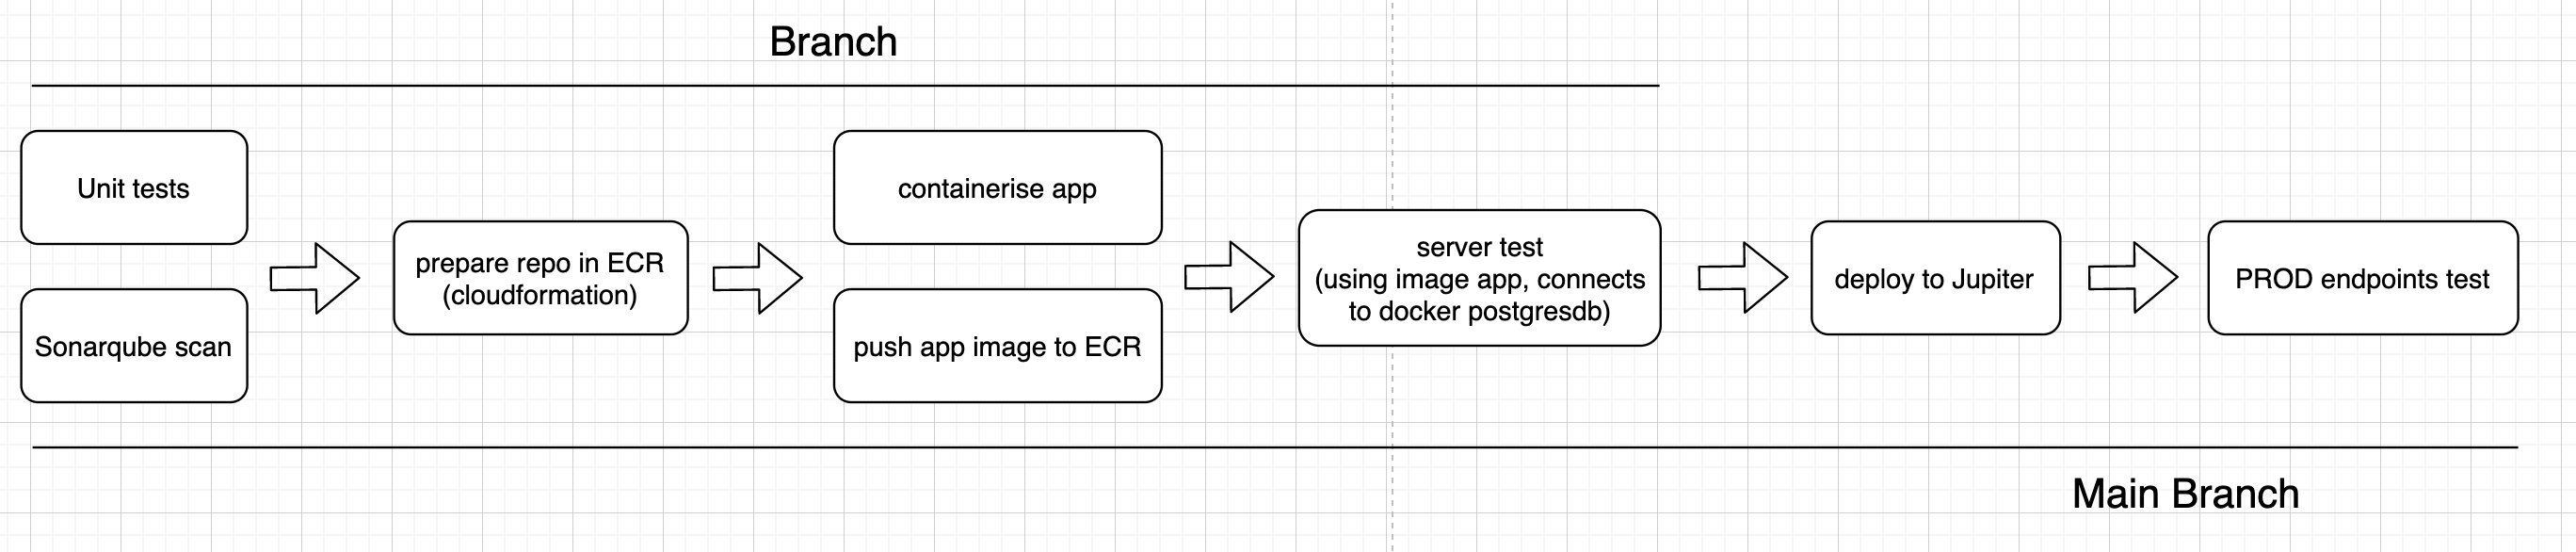 Branch
Unit tests
Sonarqube scan
prepare repo in ECR
(cloudformation)
containerise app
push app image to ECR
server test
(using image app, connects
to docker postgresdb)
deploy to Jupiter
PROD endpoints test
Main Branch